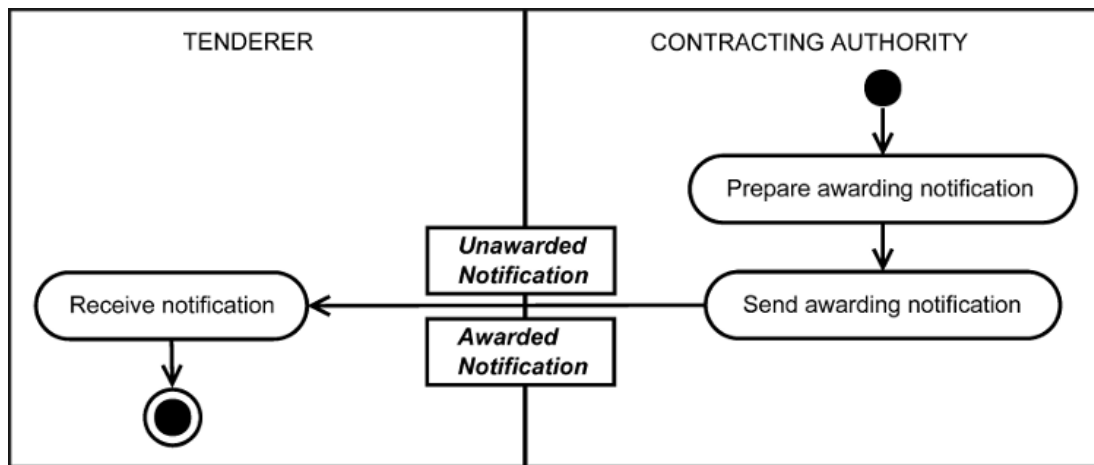 TENDERER
CONTRACTING AUTHORITY
Prepare awarding notification
Unawarded
Notification
Receive notification
Send awarding notification
Awarded
Notification